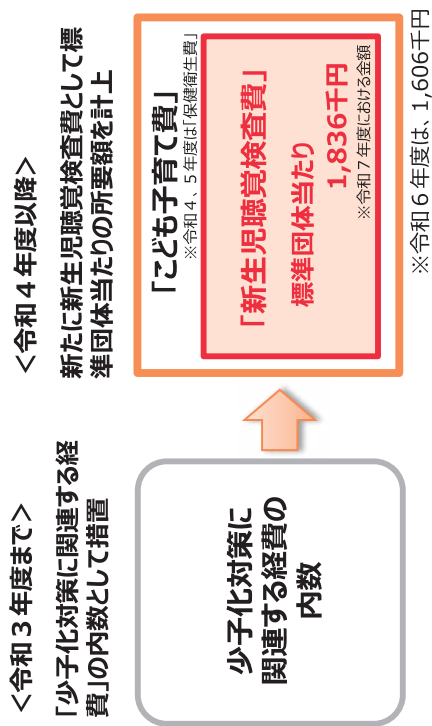 ＜令和３年度まで＞
「少子化対策に関連する経
費」の内数として措置
少子化対策に
関連する経費の
内数
＜令和４年度以降＞
新たに新生児聴覚検査費として標
準団体当たりの所要額を計上
「こども子育て費」
※令和４、５年度は「保健衛生費」
「新生児聴覚検査費」
標準団体当たり
1,836千円
※令和７年度における金額
※令和６年度は、1,606千円